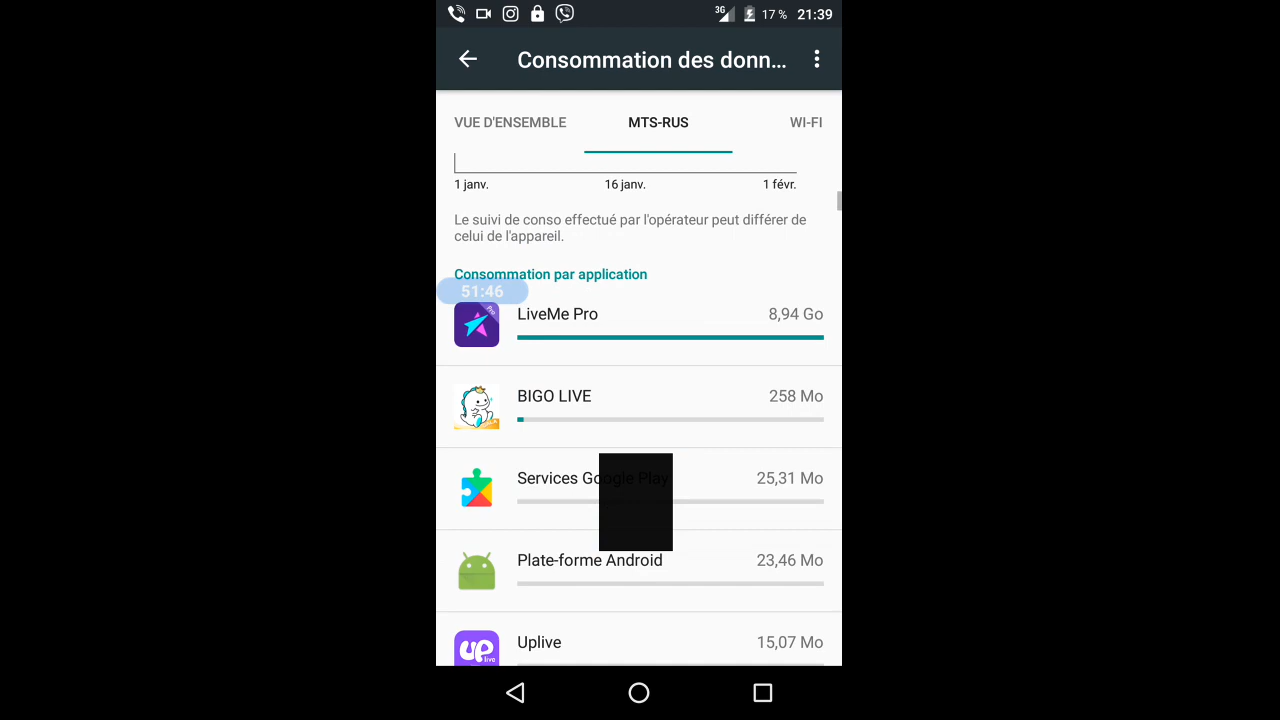 3G 17 % 21:39
Consommation des donn...
VUE D'ENSEMBLE MTS-RUS WI-FI
1 janv. 16 janv. 1 févr.
Le suivi de conso effectué par l'opérateur peut différer de
celui de l'appareil.
Consommation par application
51:46
LiveMe Pro 8,94 Go
Pro
BIGO LIVE 258 Mo
Services Google Play 25,31 Mo
Plate-forme Android 23,46 Mo
Uplive 15,07 Mo
UP live